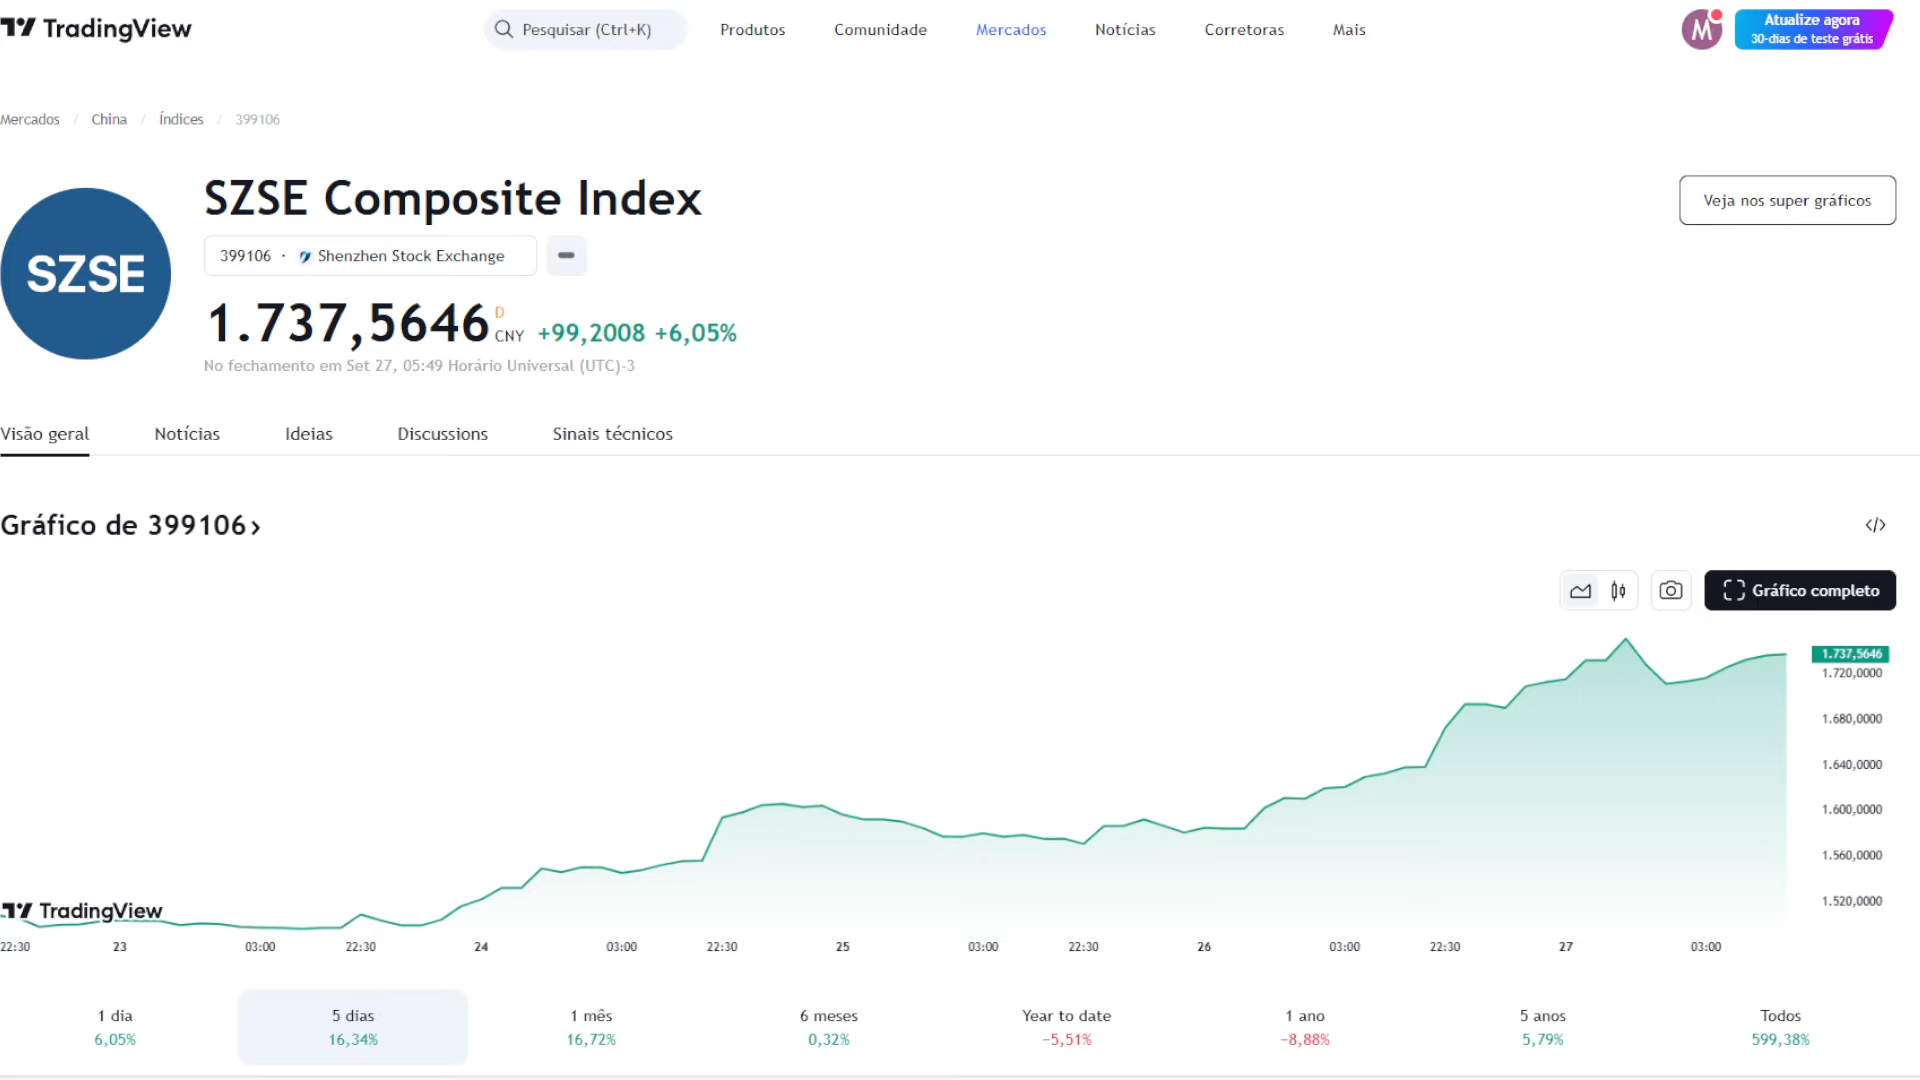 TradingView
Pesquisar (Ctrl+K)
Produtos
Comunidade
Mercados
Notícias
Corretoras
Mais
M
Atualize agora
30-dias de teste grátis
Mercados / China / Índices / 399106
SZSE
SZSE Composite Index
399106 · Shenzhen Stock Exchange
Veja nos super gráficos
1.737,5646 D CNY +99,2008 +6,05%
No fechamento em Set 27, 05:49 Horário Universal (UTC)-3
Visão geral
Notícias
Ideias
Discussions
Sinais técnicos
Gráfico de 399106›
</>
Gráfico completo
1.737,5646
1.720,0000
1.680,0000
1.640,0000
1.600,0000
1.560,0000
1.520,0000
TradingView
22:30 23 03:00 22:30 24 03:00 22:30 25 03:00 22:30 26 03:00 22:30 27 03:00
1 dia
6,05%
5 dias
16,34%
1 mês
16,72%
6 meses
0,32%
Year to date
−5,51%
1 ano
−8,88%
5 anos
5,79%
Todos
599,38%